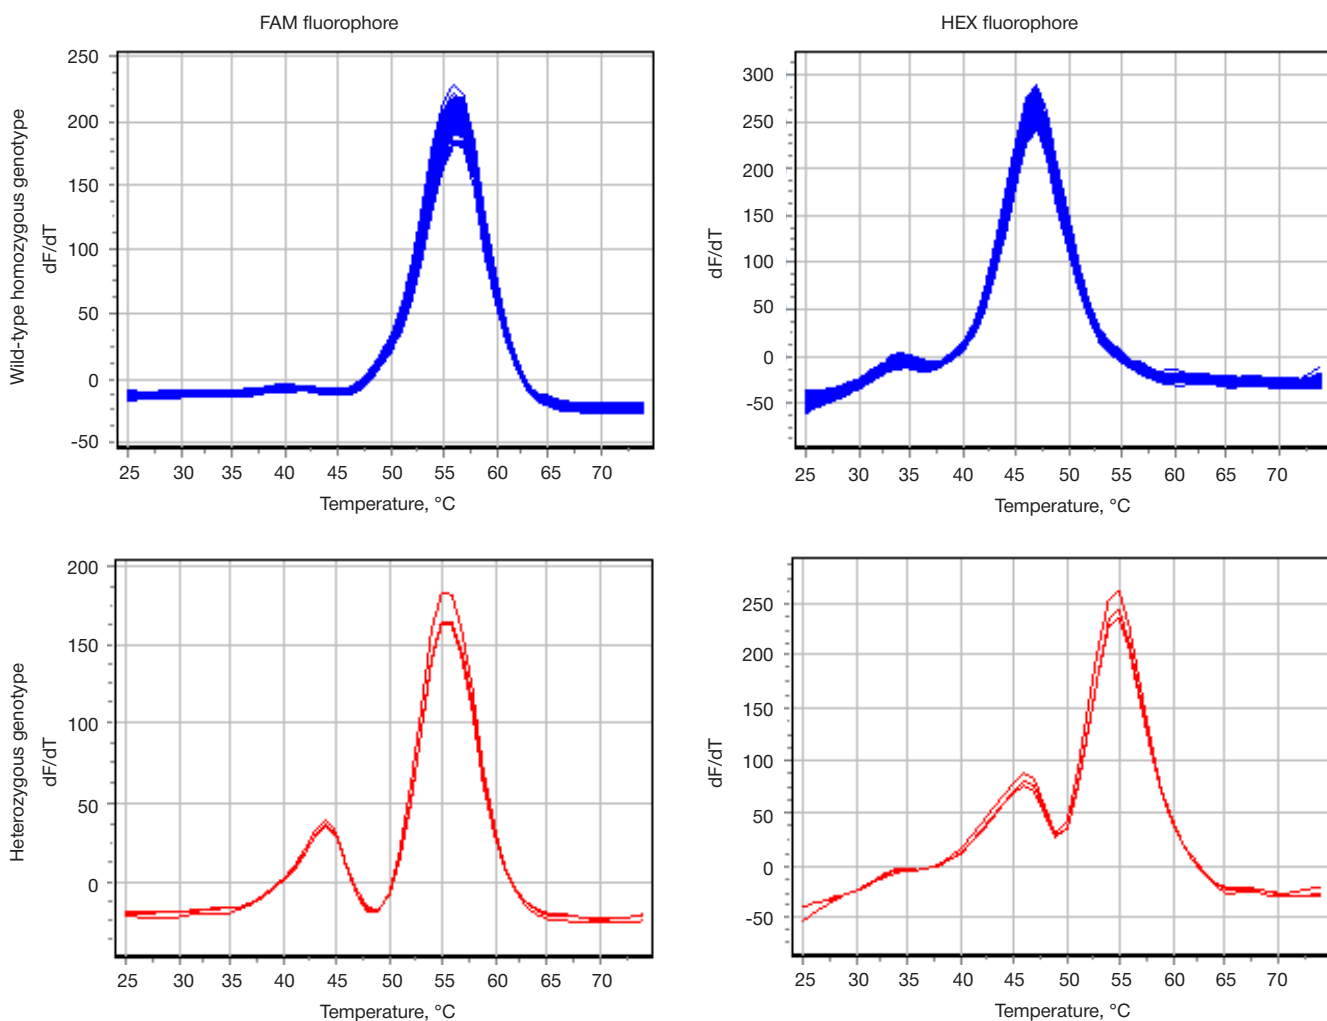 FAM fluorophore
HEX fluorophore
Wild-type homozygous genotype
dF/dT
250
200
150
100
50
0
-50
25 30 35 40 45 50 55 60 65 70
Temperature, °C
dF/dT
300
250
200
150
100
50
0
-50
25 30 35 40 45 50 55 60 65 70
Temperature, °C
Heterozygous genotype
dF/dT
200
150
100
50
0
25 30 35 40 45 50 55 60 65 70
Temperature, °C
dF/dT
250
200
150
100
50
0
-50
25 30 35 40 45 50 55 60 65 70
Temperature, °C